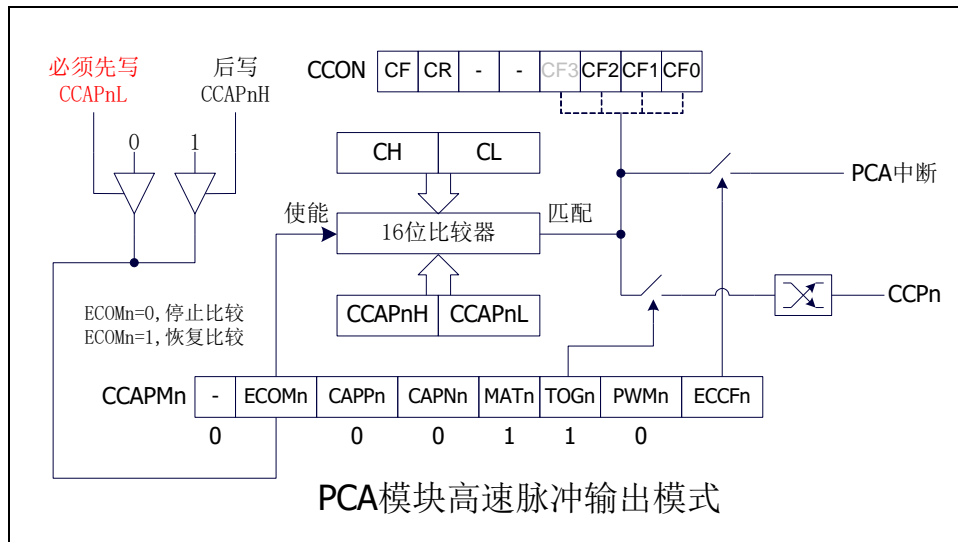 必须先写 后写 CCON CF CR - - CF3 CF2 CF1 CF0
CCAPnL CCAPnH
0 1
CH CL
PCA中断
使能 16位比较器 匹配
CCAPnH CCAPnL CCPn
ECOMn=0,停止比较
ECOMn=1,恢复比较
CCAPMn - ECOMn CAPPn CAPNn MATn TOGn PWMn ECCFn
0 0 0 1 1 0
PCA模块高速脉冲输出模式